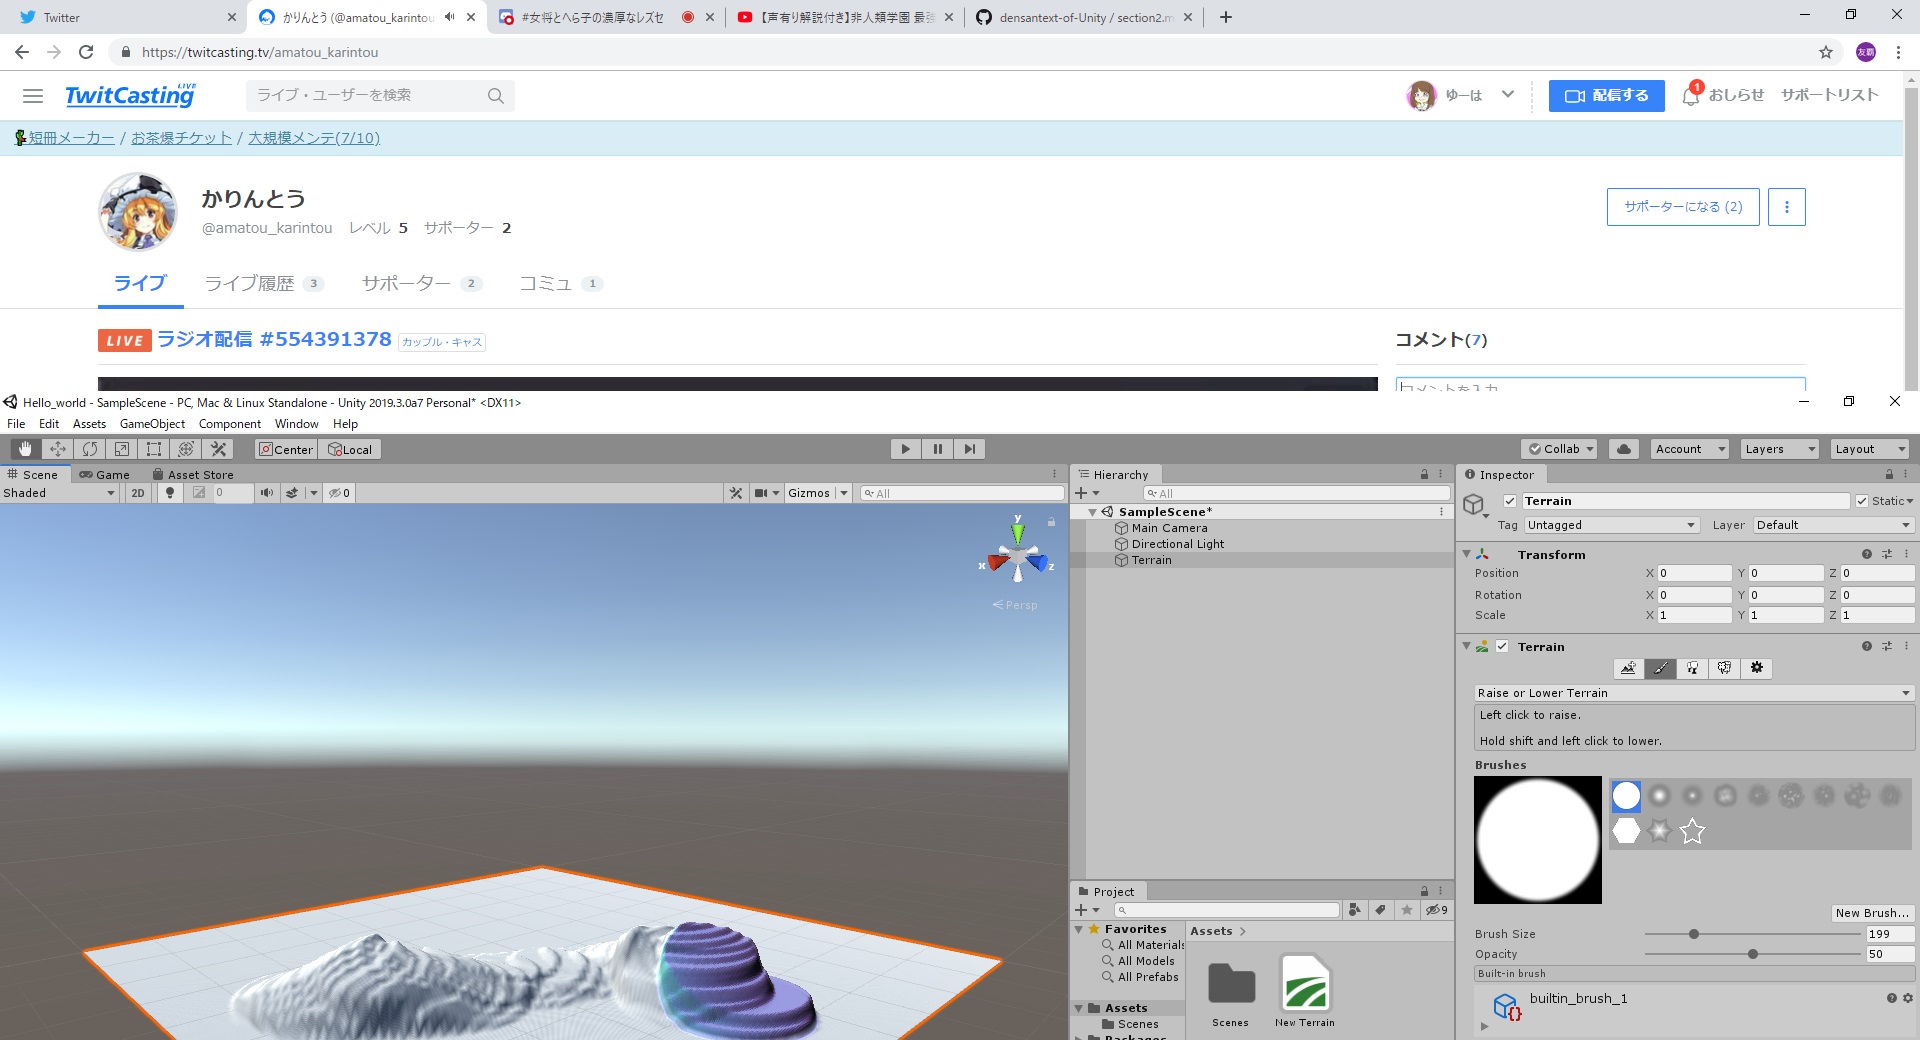 Twitter
かりんとう (@amatou_karintou
#女将とへら子の濃厚なレズセ
【声有り解説付き】非人類学園 最強
densantext-of-Unity / section2.m
https://twitcasting.tv/amatou_karintou
友覇
TwitCasting LIVE
ライブ・ユーザーを検索
ゆーは
配信する
1
おしらせ
サポートリスト
短冊メーカー / お茶爆チケット / 大規模メンテ(7/10)
かりんとう
@amatou_karintou レベル 5 サポーター 2
サポーターになる (2)
ライブ
ライブ履歴 3
サポーター 2
コミュ 1
LIVE ラジオ配信 #554391378 カップル・キャス
コメント(7)
コメントを入力
Hello_world - SampleScene - PC, Mac & Linux Standalone - Unity 2019.3.0a7 Personal* <DX11>
File Edit Assets GameObject Component Window Help
Center Local
Collab Account Layers Layout
Scene Game Asset Store
Shaded 2D 0 0 Gizmos All
y
x
z
Persp
Hierarchy
All
SampleScene*
Main Camera
Directional Light
Terrain
Project
9
Favorites
All Materials
All Models
All Prefabs
Assets
Scenes
Packages
Assets
Scenes
New Terrain
Inspector
Terrain Static
Tag Untagged Layer Default
Transform
Position X 0 Y 0 Z 0
Rotation X 0 Y 0 Z 0
Scale X 1 Y 1 Z 1
Terrain
Raise or Lower Terrain
Left click to raise.
Hold shift and left click to lower.
Brushes
New Brush...
Brush Size 199
Opacity 50
Built-in brush
builtin_brush_1